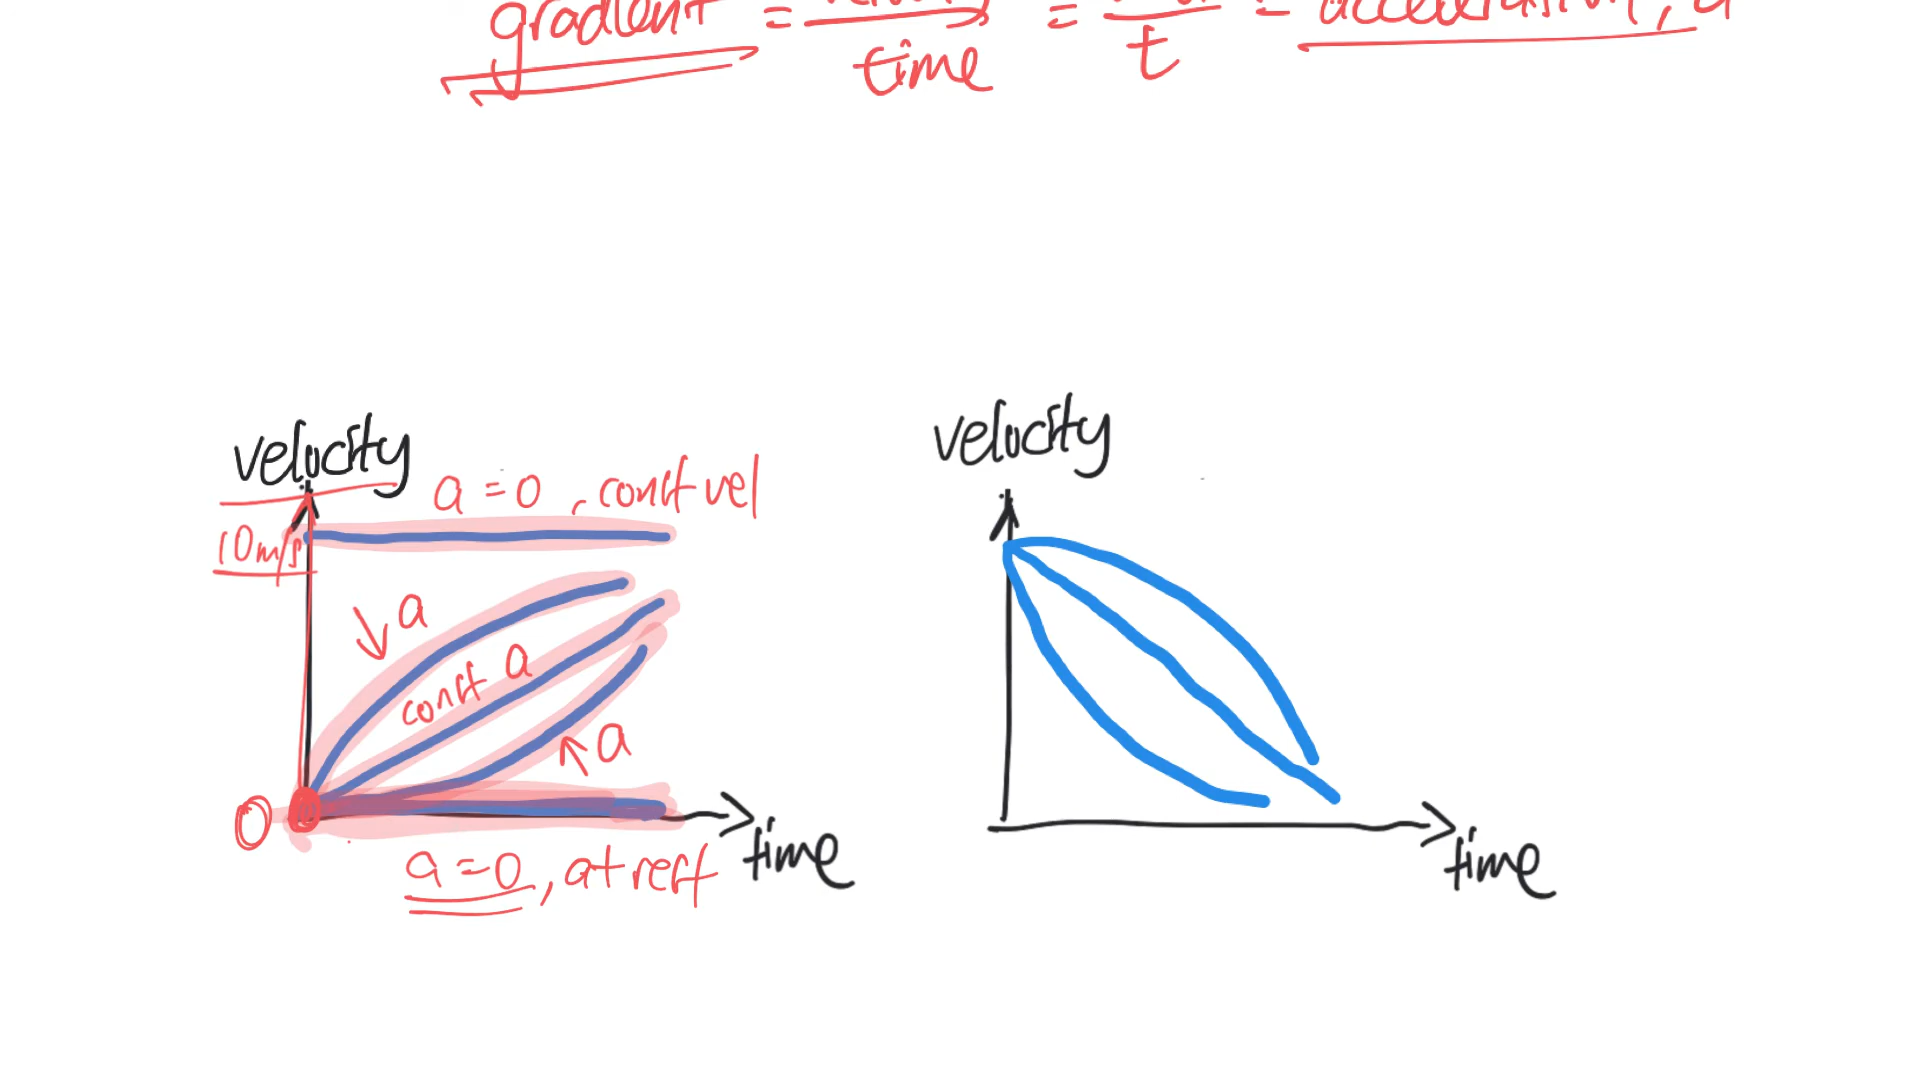 gradient = / time = / t = acceleration, a
velocity
velocity
a = 0, const vel
10m/s
↓ a
const a
↑ a
0
time
time
a = 0, at rest